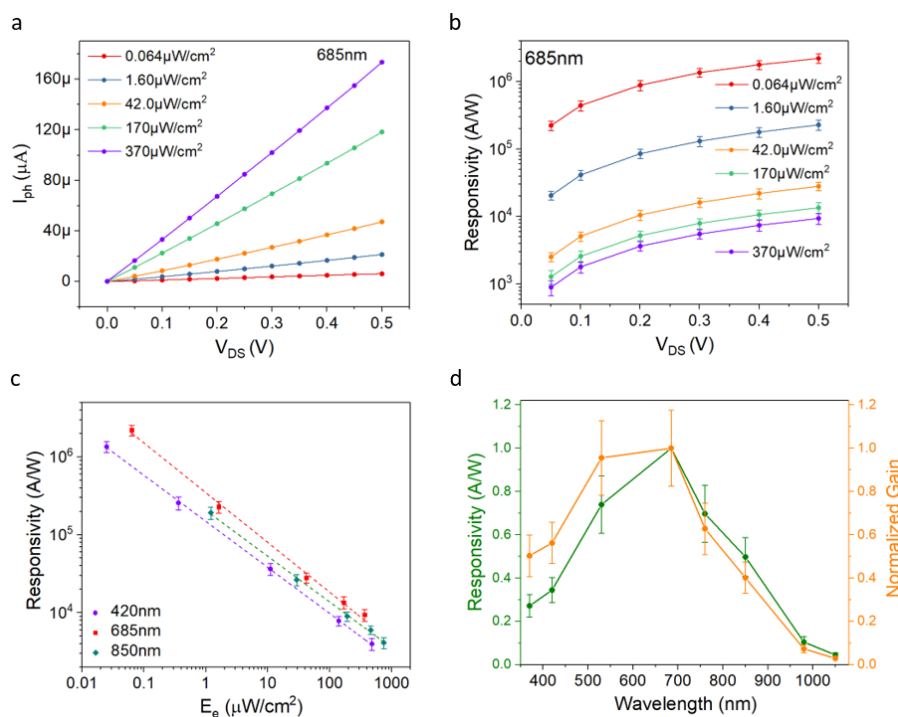 a
685nm
0.064μW/cm²
1.60μW/cm²
42.0μW/cm²
170μW/cm²
370μW/cm²
160μ
120μ
80μ
40μ
0
I_ph (μA)
0.0 0.1 0.2 0.3 0.4 0.5
V_DS (V)
b
685nm
0.064μW/cm²
1.60μW/cm²
42.0μW/cm²
170μW/cm²
370μW/cm²
10⁶
10⁵
10⁴
10³
Responsivity (A/W)
0.0 0.1 0.2 0.3 0.4 0.5
V_DS (V)
c
10⁶
10⁵
10⁴
Responsivity (A/W)
420nm
685nm
850nm
0.01 0.1 1 10 100 1000
E_e (μW/cm²)
d
1.2 1.2
1.0 1.0
0.8 0.8
0.6 0.6
0.4 0.4
0.2 0.2
0.0 0.0
Responsivity (A/W)
Normalized Gain
400 500 600 700 800 900 1000
Wavelength (nm)